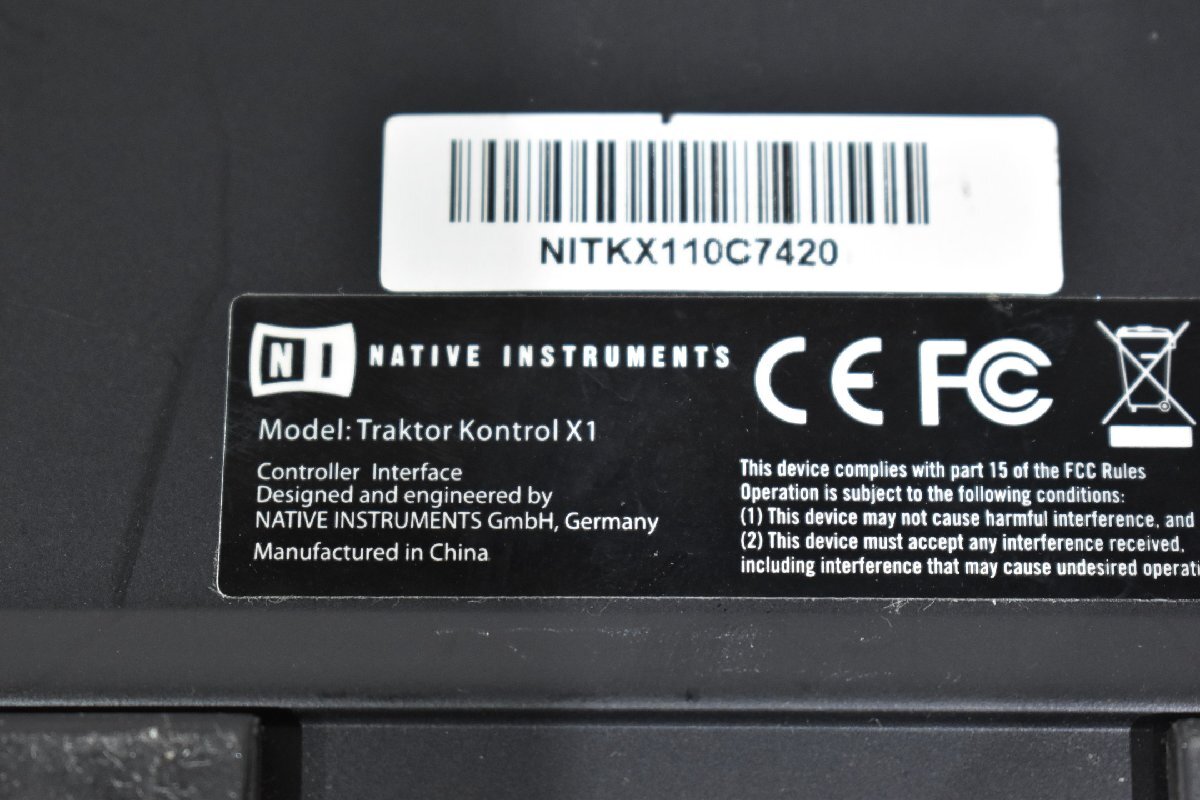 NITKX110C7420
NI NATIVE INSTRUMENTS
CE FC
Model: Traktor Kontrol X1
Controller Interface
Designed and engineered by
NATIVE INSTRUMENTS GmbH, Germany
Manufactured in China
This device complies with part 15 of the FCC Rules
Operation is subject to the following conditions:
(1) This device may not cause harmful interference, and
(2) This device must accept any interference received,
including interference that may cause undesired operati